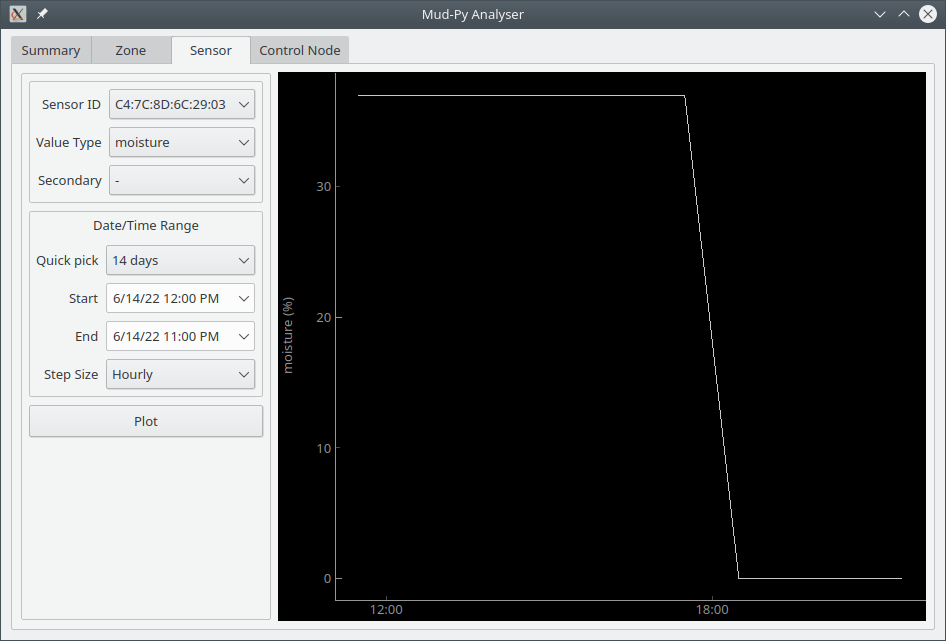 Mud-Py Analyser
Summary Zone Sensor Control Node
Sensor ID C4:7C:8D:6C:29:03
Value Type moisture
Secondary -
Date/Time Range
Quick pick 14 days
Start 6/14/22 12:00 PM
End 6/14/22 11:00 PM
Step Size Hourly
Plot
moisture (%)
30
20
10
0
12:00 18:00